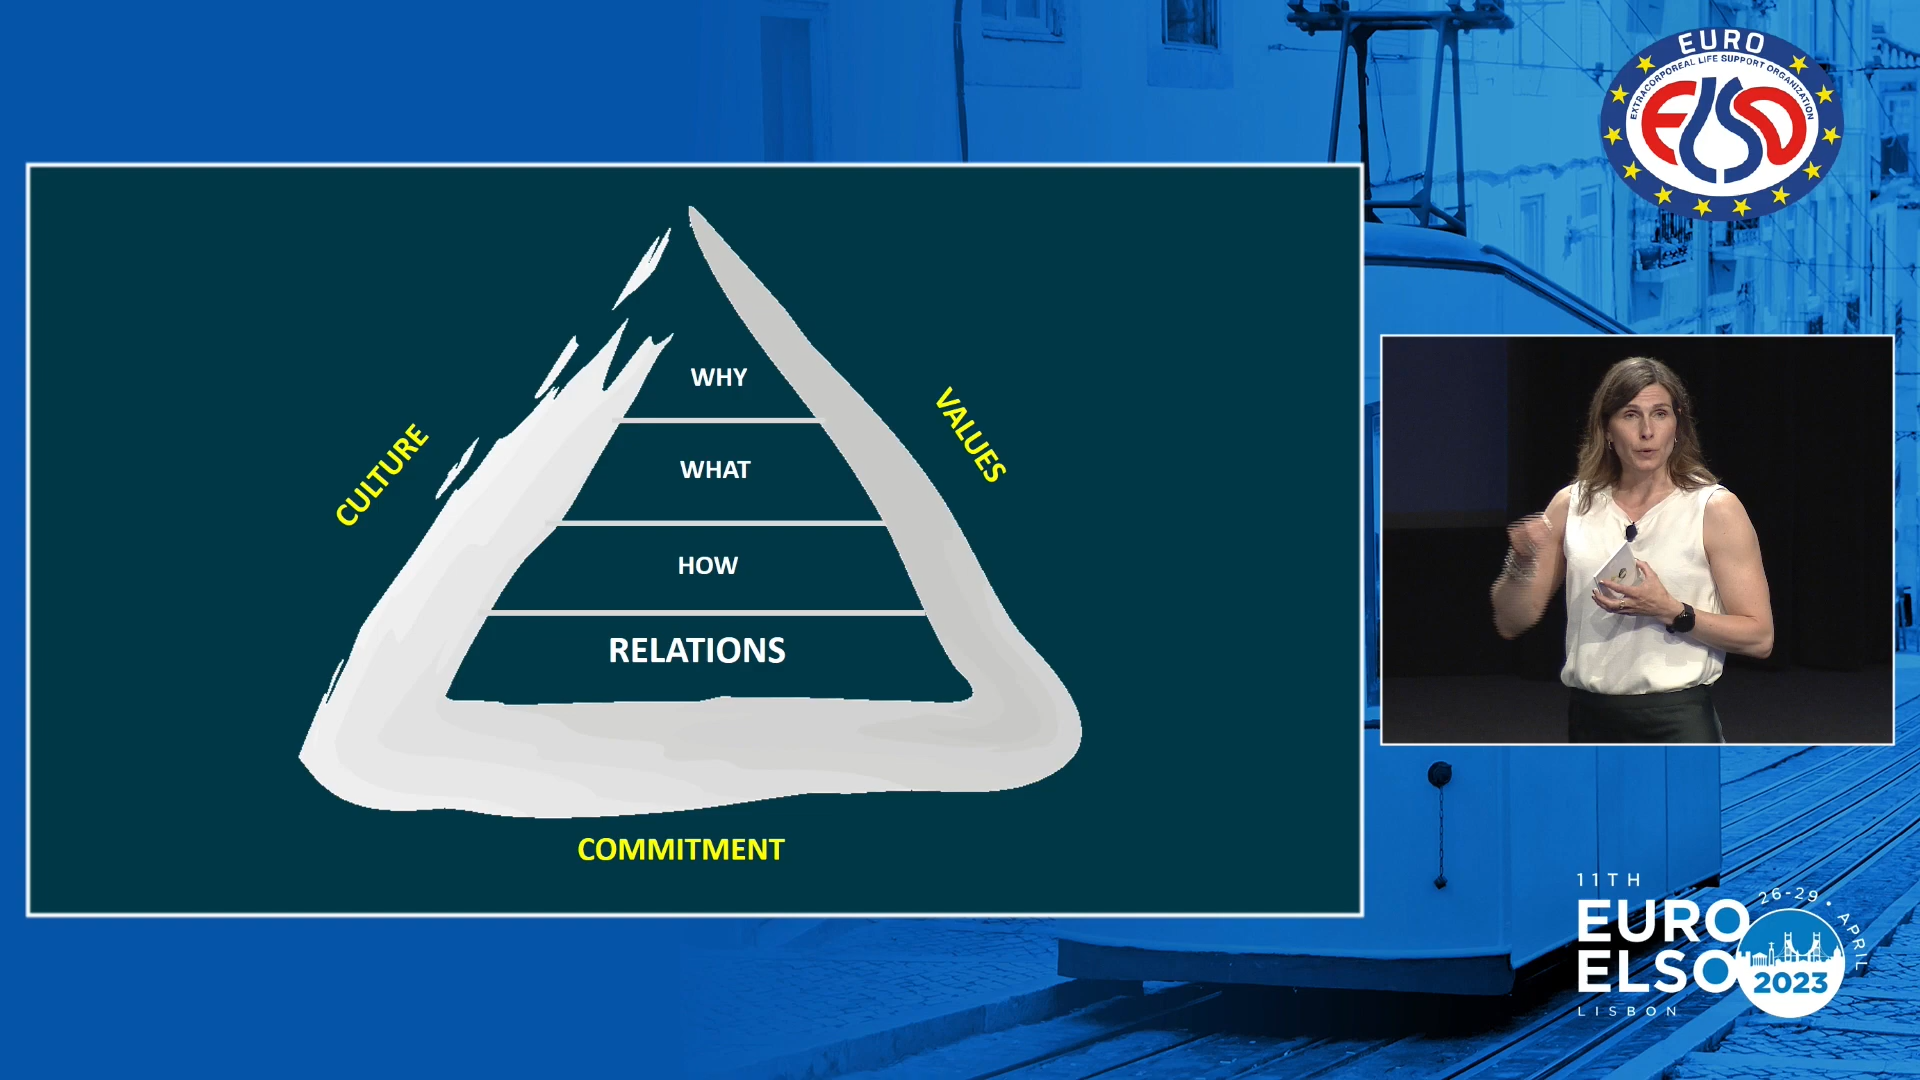 EURO
EXTRACORPOREAL LIFE SUPPORT ORGANIZATION
ELSO
WHY
WHAT
HOW
RELATIONS
CULTURE
VALUES
COMMITMENT
11TH
EURO
ELSO
LISBON
26-29 • APRIL
2023